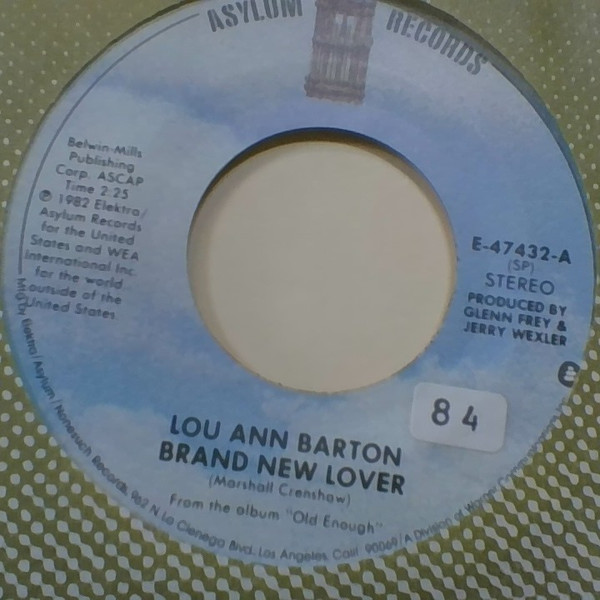 ASYLUM RECORDS
Belwin-Mills
Publishing
Corp. ASCAP
Time 2:25
℗ 1982 Elektra/
Asylum Records
for the United
States and WEA
International Inc.
for the world
outside of the
United States
E-47432-A
(SP)
STEREO
PRODUCED BY
GLENN FREY &
JERRY WEXLER
84
LOU ANN BARTON
BRAND NEW LOVER
(Marshall Crenshaw)
From the album "Old Enough"
Elektra/Asylum/Nonesuch Records, 962 N. La Cienega Blvd., Los Angeles, Calif. 90069/A Division of Warner